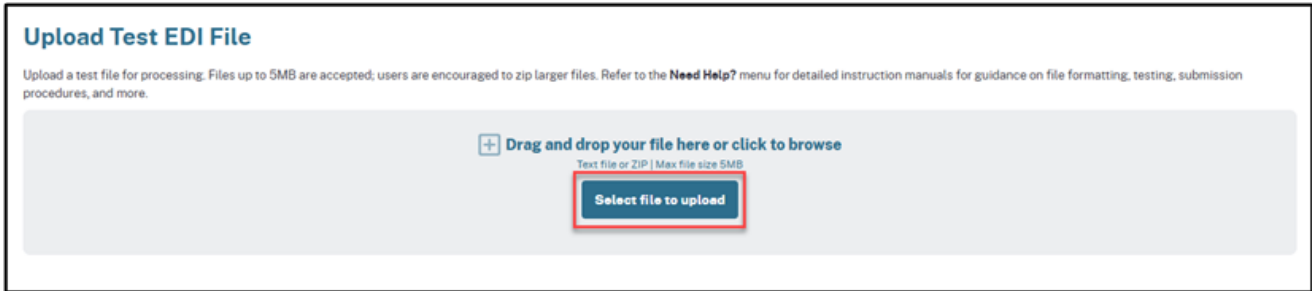 Upload Test EDI File
Upload a test file for processing. Files up to 5MB are accepted; users are encouraged to zip larger files. Refer to the Need Help? menu for detailed instruction manuals for guidance on file formatting, testing, submission
procedures, and more.
Drag and drop your file here or click to browse
Text file or ZIP | Max file size 5MB
Select file to upload